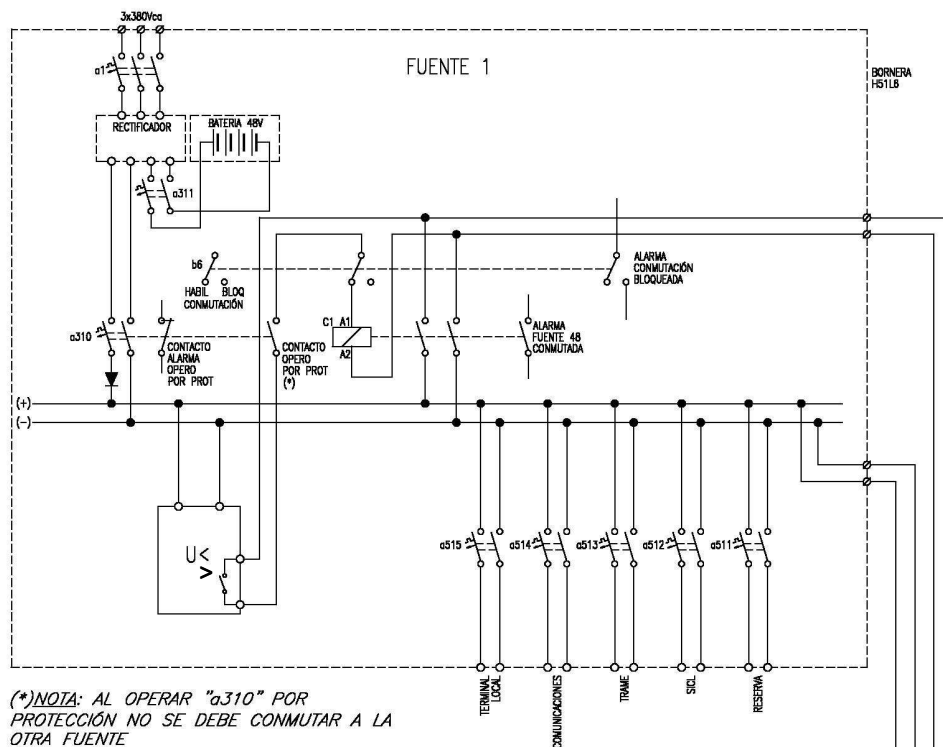 3x380Vca
FUENTE 1
a1
BORNERA
H51L6
RECTIFICADOR
BATERIA 48V
a311
b6
HABIL BLOQ
CONMUTACIÓN
ALARMA
CONMUTACIÓN
BLOQUEADA
a310
CONTACTO
ALARMA
OPERO
POR PROT
CONTACTO
OPERO
POR PROT
(*)
C1 A1
A2
ALARMA
FUENTE 48
CONMUTADA
(+)
(-)
U<
>
a515
a514
a513
a512
a511
TERMINAL
LOCAL
COMUNICACIONES
TRAME
SICL
RESERVA
(*)NOTA: AL OPERAR "a310" POR
PROTECCIÓN NO SE DEBE CONMUTAR A LA
OTRA FUENTE